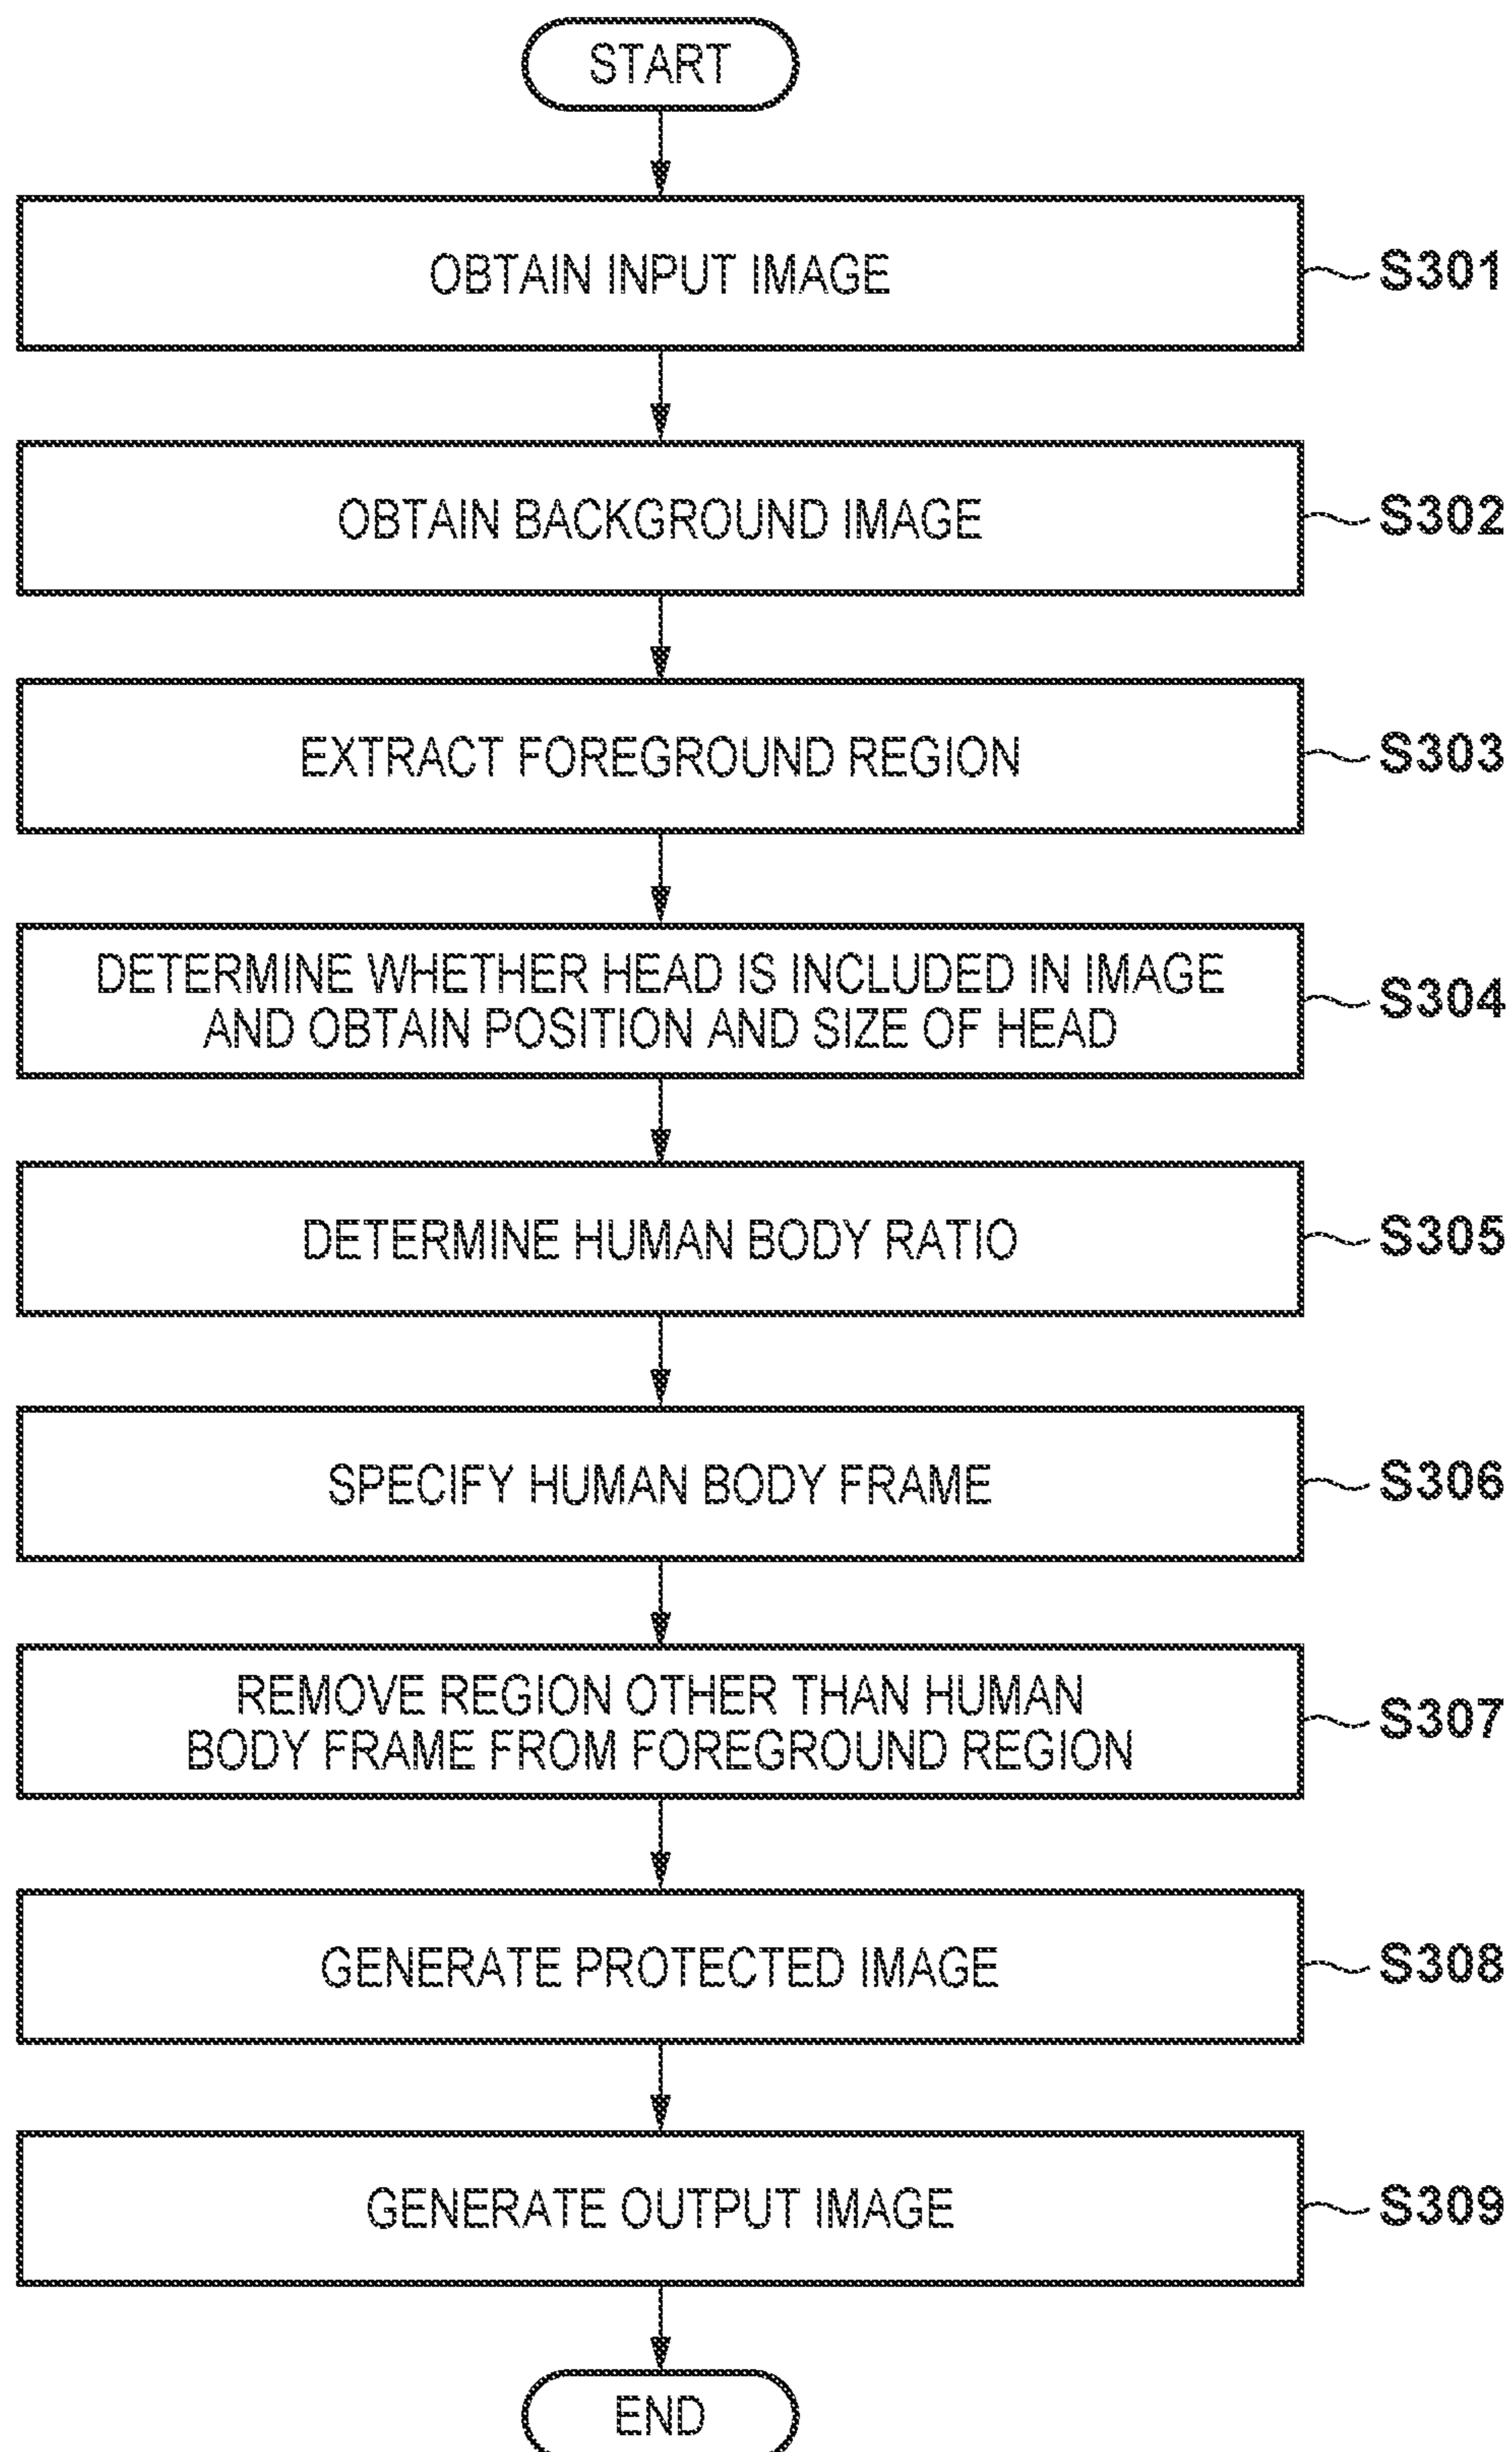 START
OBTAIN INPUT IMAGE
S301
OBTAIN BACKGROUND IMAGE
S302
EXTRACT FOREGROUND REGION
S303
DETERMINE WHETHER HEAD IS INCLUDED IN IMAGE
AND OBTAIN POSITION AND SIZE OF HEAD
S304
DETERMINE HUMAN BODY RATIO
S305
SPECIFY HUMAN BODY FRAME
S306
REMOVE REGION OTHER THAN HUMAN
BODY FRAME FROM FOREGROUND REGION
S307
GENERATE PROTECTED IMAGE
S308
GENERATE OUTPUT IMAGE
S309
END